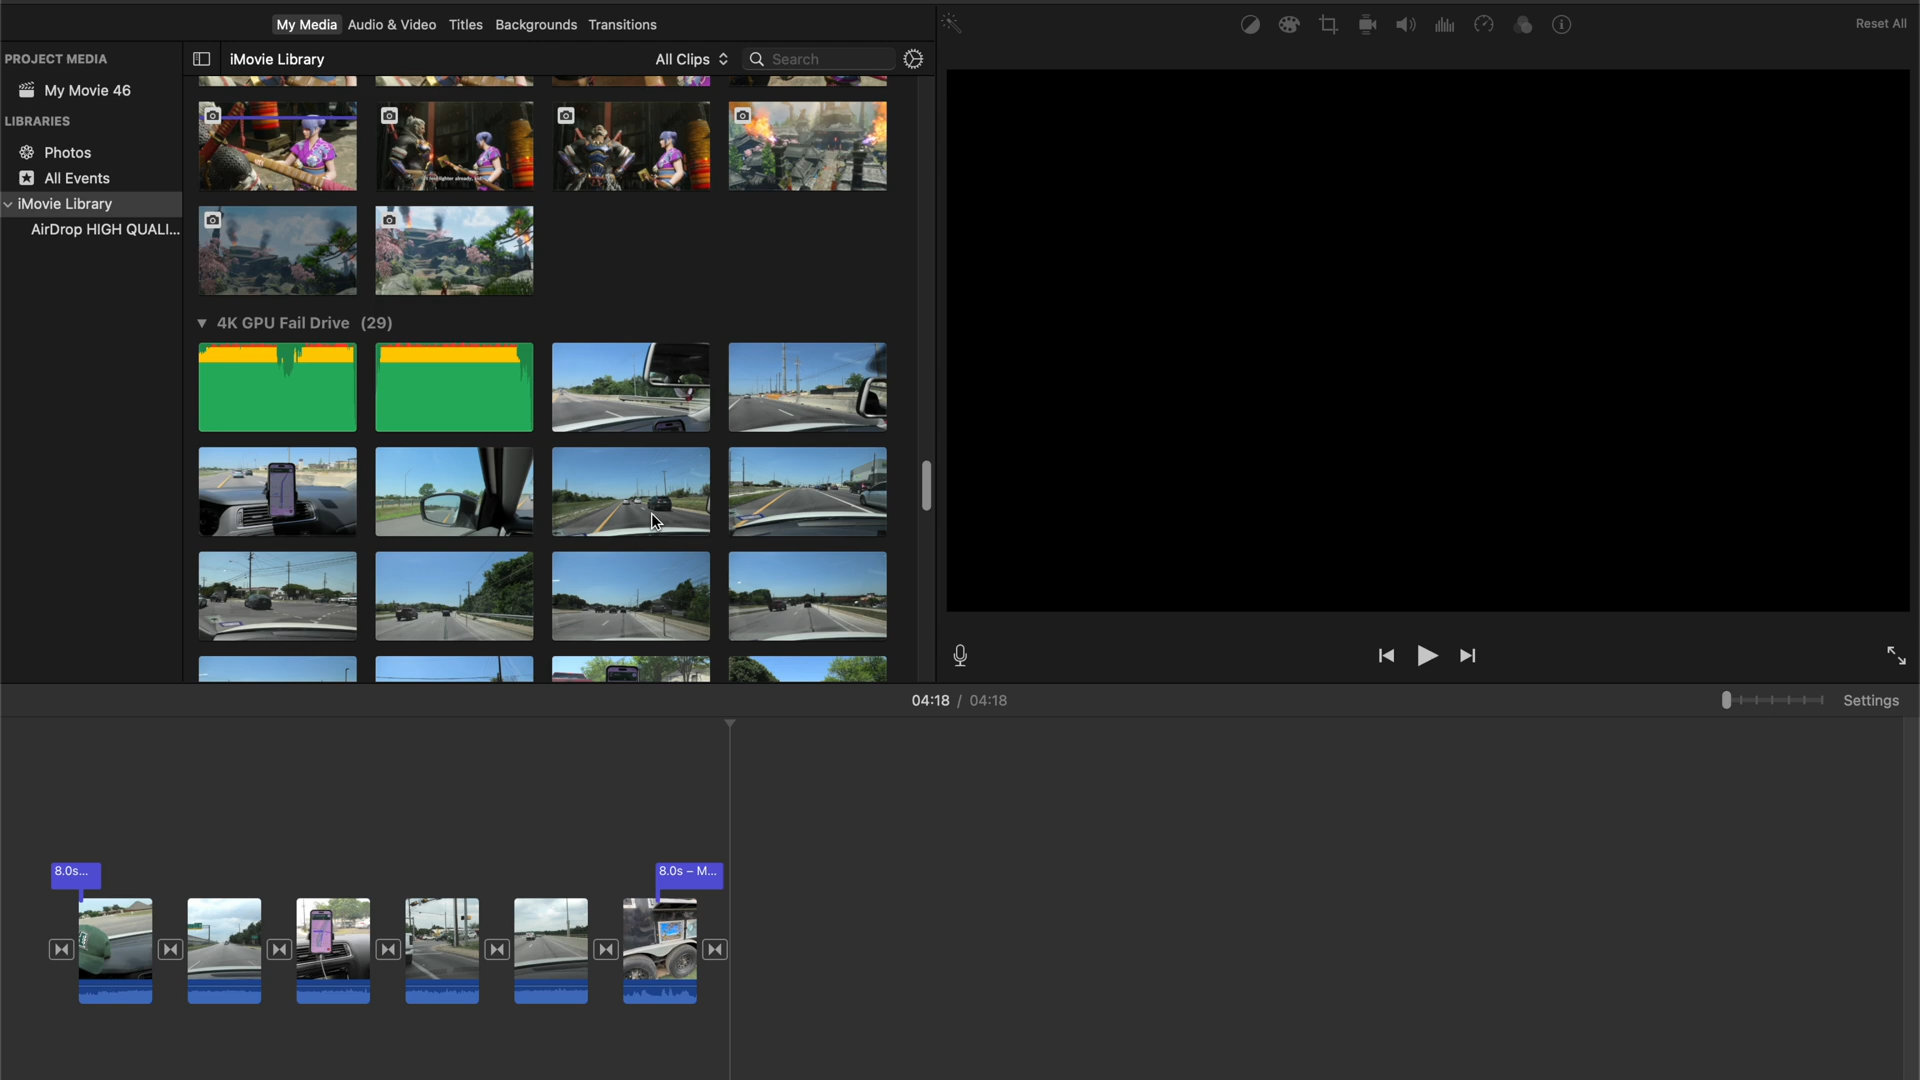 My Media Audio & Video Titles Backgrounds Transitions
Reset All
PROJECT MEDIA
iMovie Library
All Clips
Search
My Movie 46
LIBRARIES
Photos
All Events
iMovie Library
AirDrop HIGH QUALI...
4K GPU Fail Drive (29)
04:18 / 04:18
Settings
8.0s...
8.0s – M...